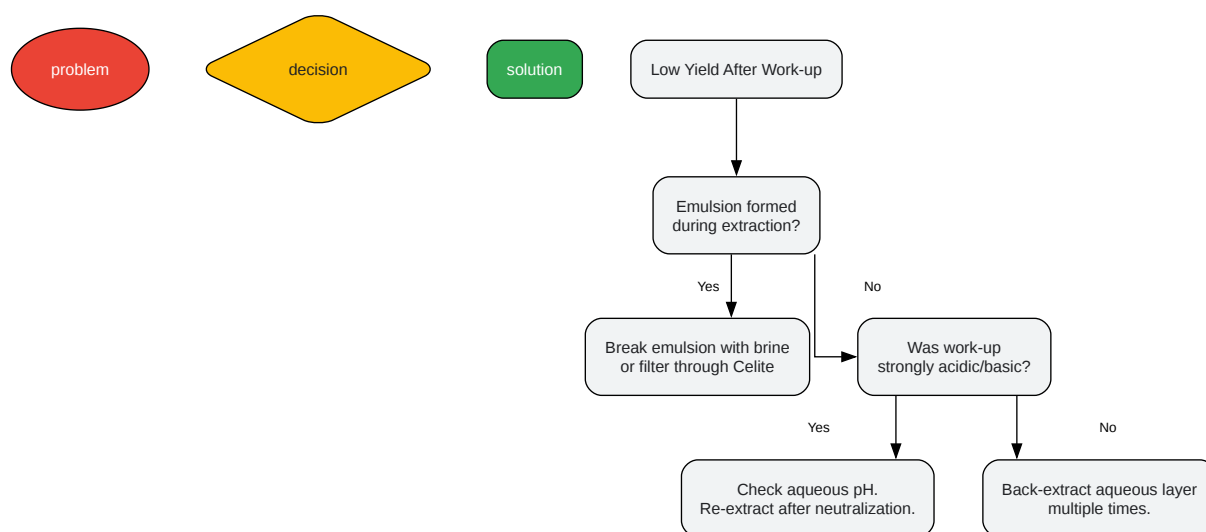 problem
decision
solution
Low Yield After Work-up
Emulsion formed
during extraction?
Yes
No
Break emulsion with brine
or filter through Celite
Was work-up
strongly acidic/basic?
Yes
No
Check aqueous pH.
Re-extract after neutralization.
Back-extract aqueous layer
multiple times.